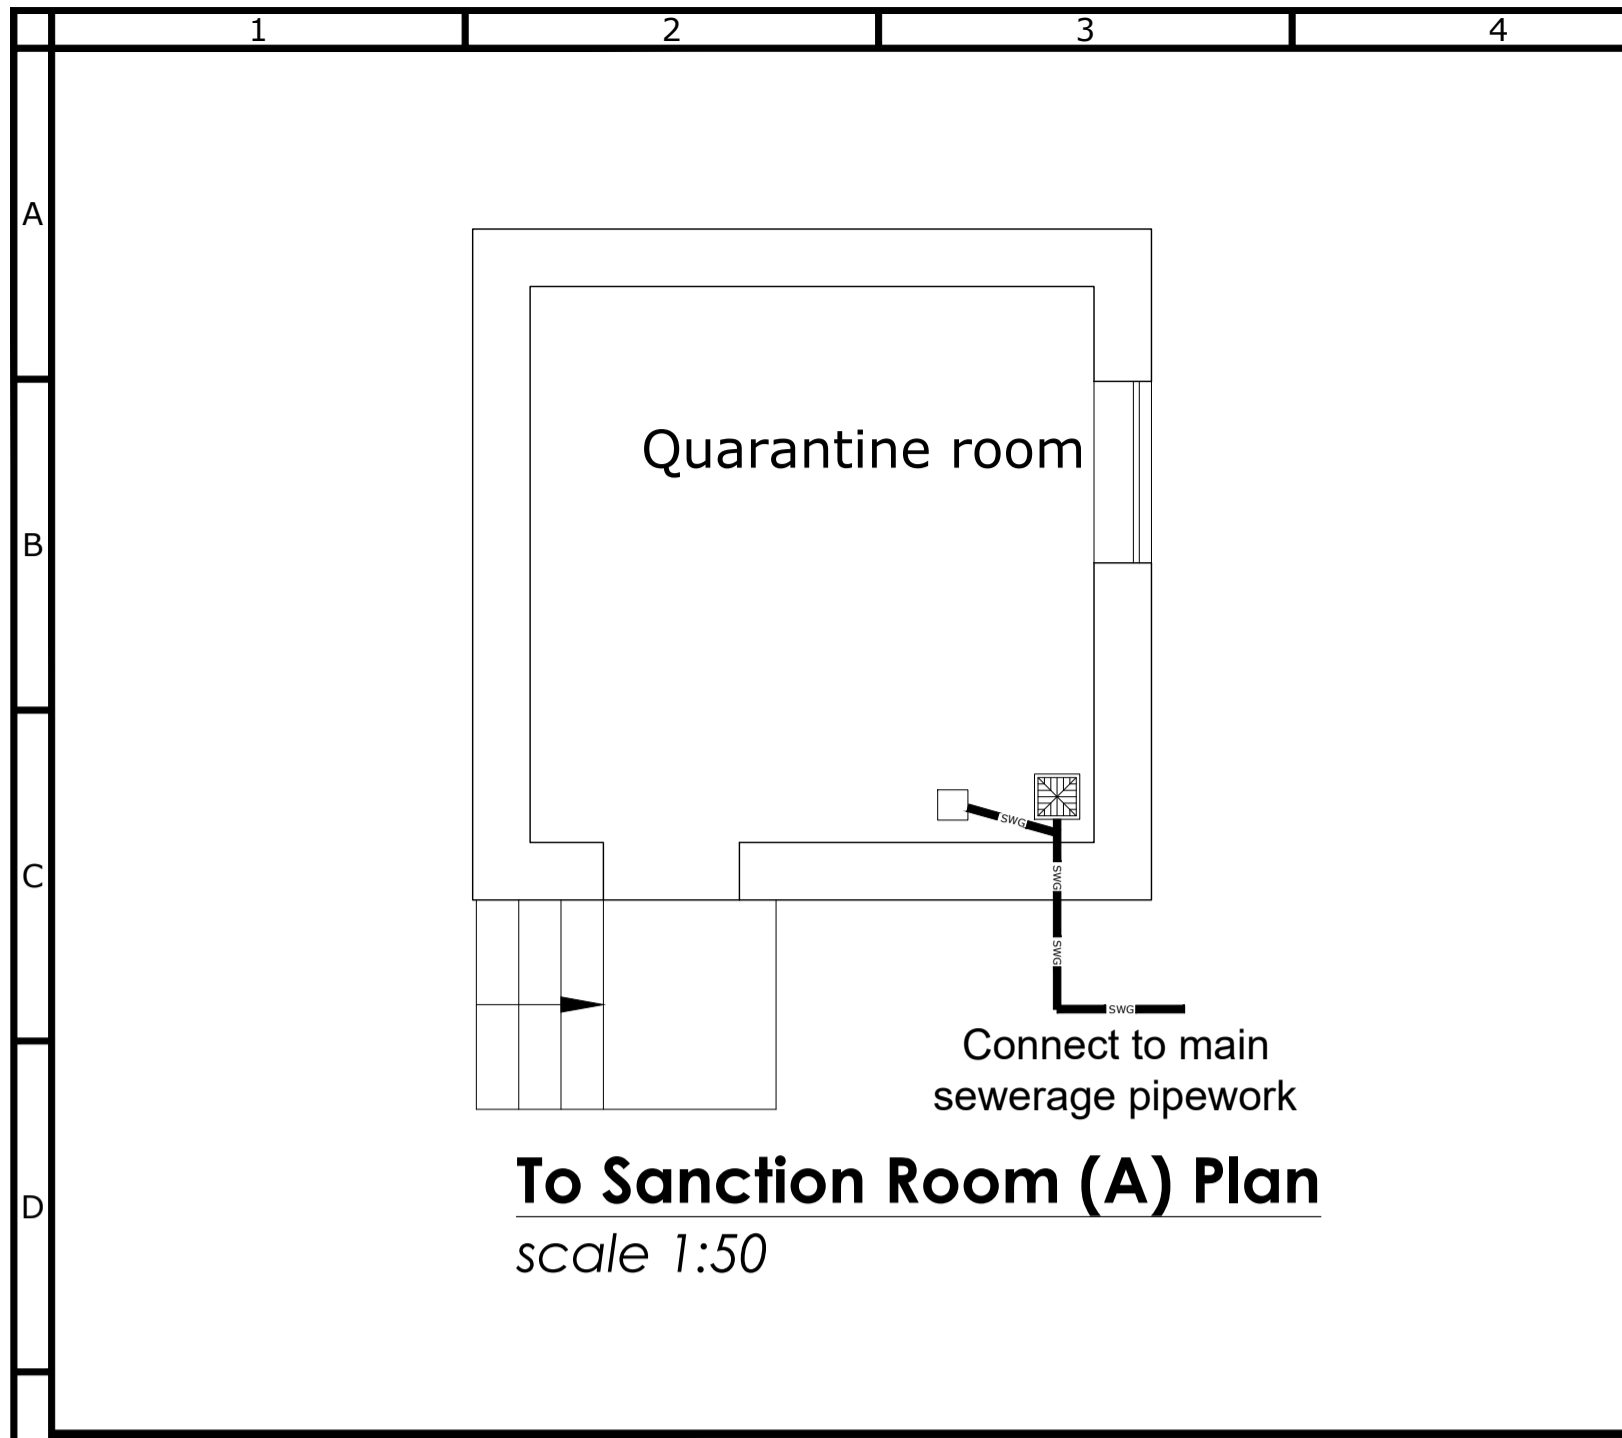 1 2 3 4
A
Quarantine room
B
SWG
C
SWG
SWG
SWG
Connect to main
sewerage pipework
To Sanction Room (A) Plan
D
scale 1:50